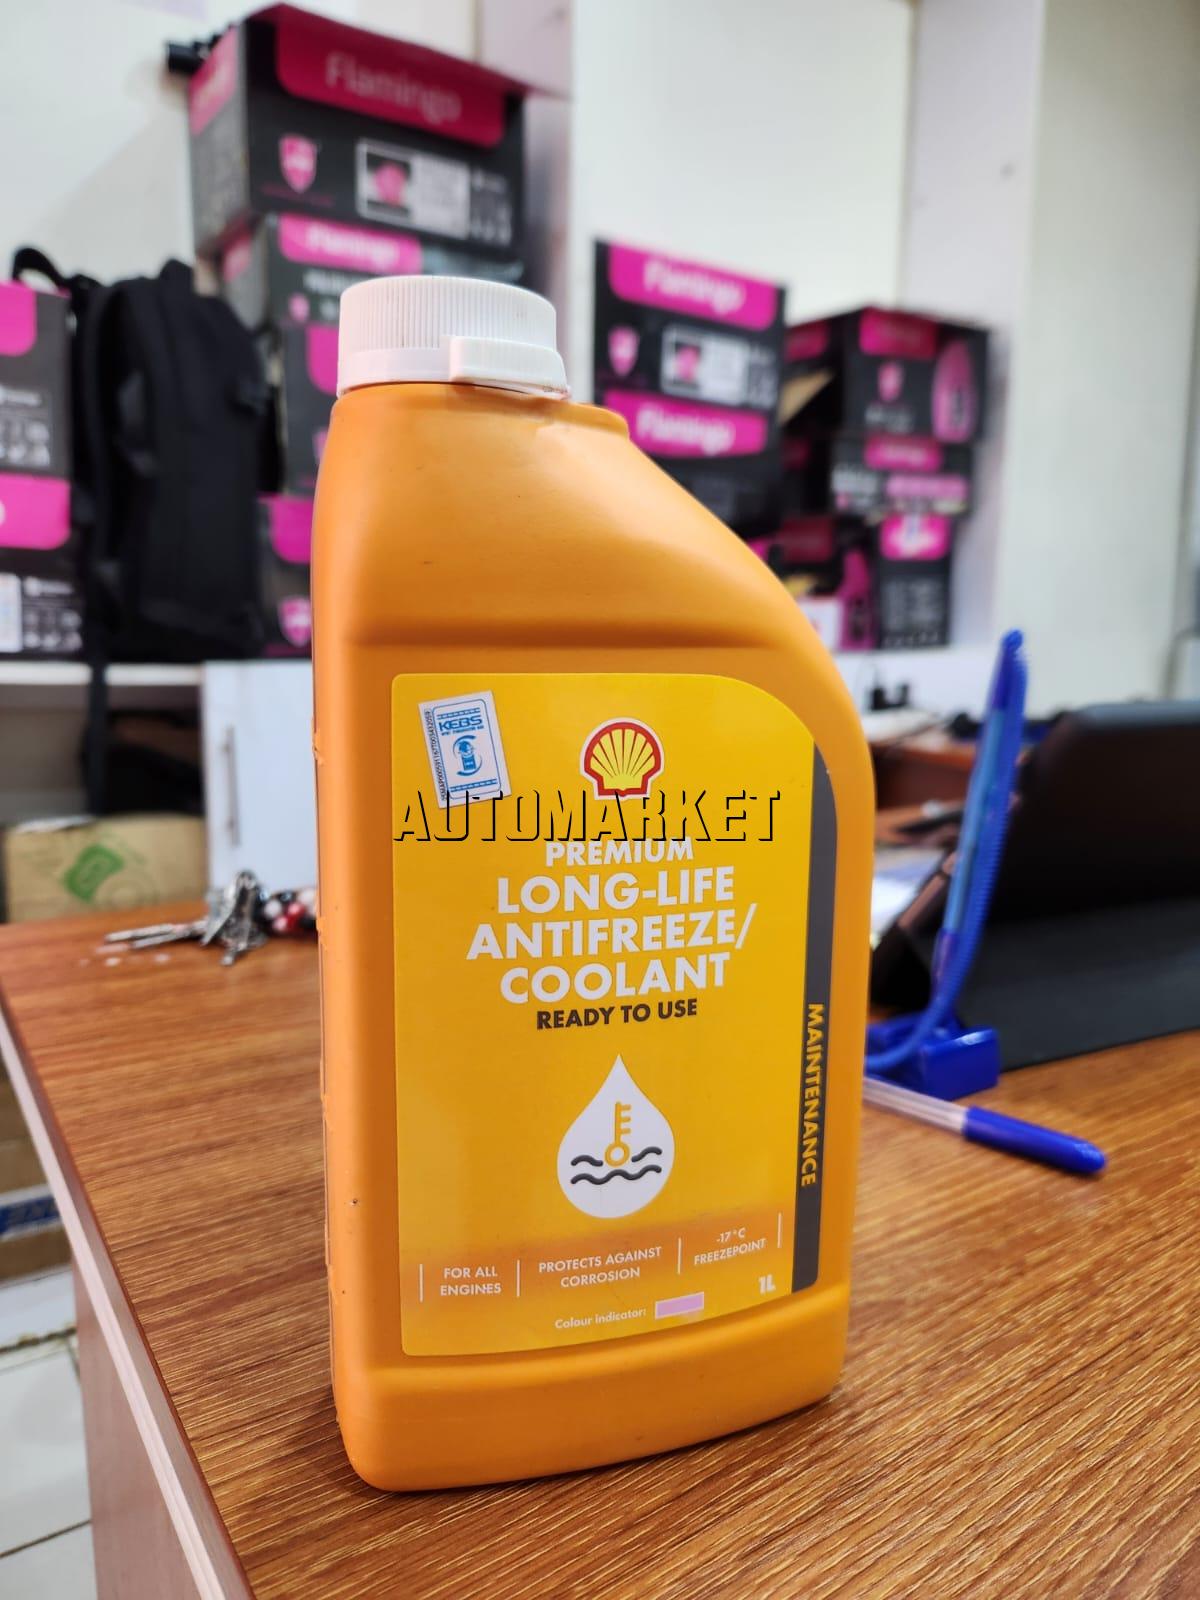 Flamingo
Flamingo
Flamingo
Flamingo
KEBS
AUTOMARKET
PREMIUM
LONG-LIFE
ANTIFREEZE/
COOLANT
READY TO USE
MAINTENANCE
FOR ALL
ENGINES
PROTECTS AGAINST
CORROSION
-17°C
FREEZEPOINT
1L
Colour indicator: